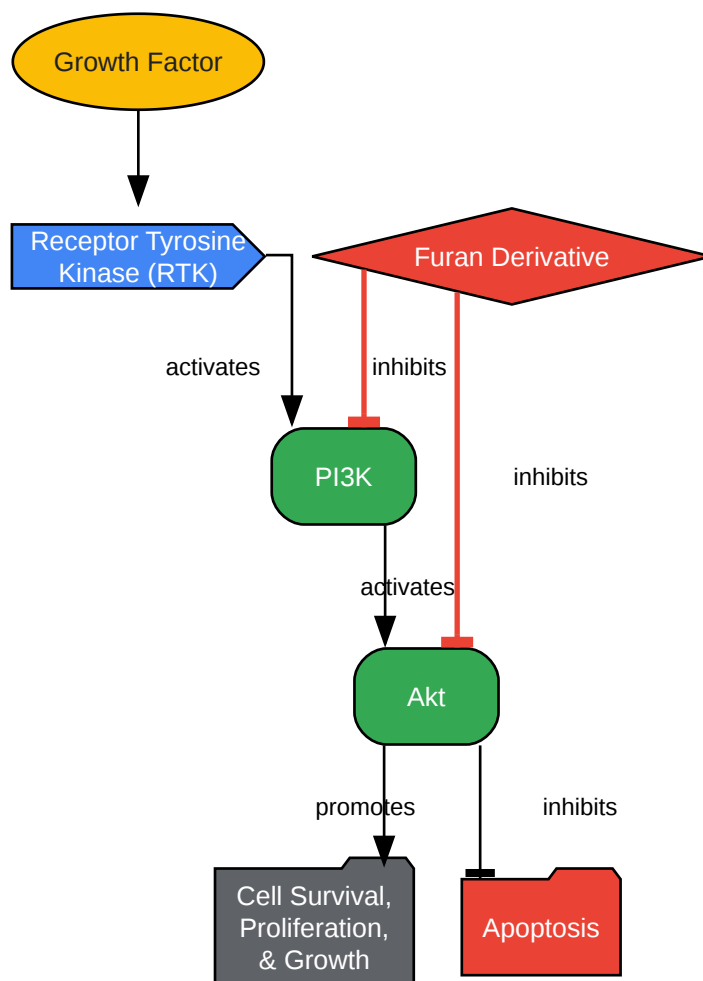 Growth Factor
Receptor Tyrosine
Kinase (RTK)
Furan Derivative
activates
inhibits
PI3K
inhibits
activates
Akt
promotes
inhibits
Cell Survival,
Proliferation,
& Growth
Apoptosis